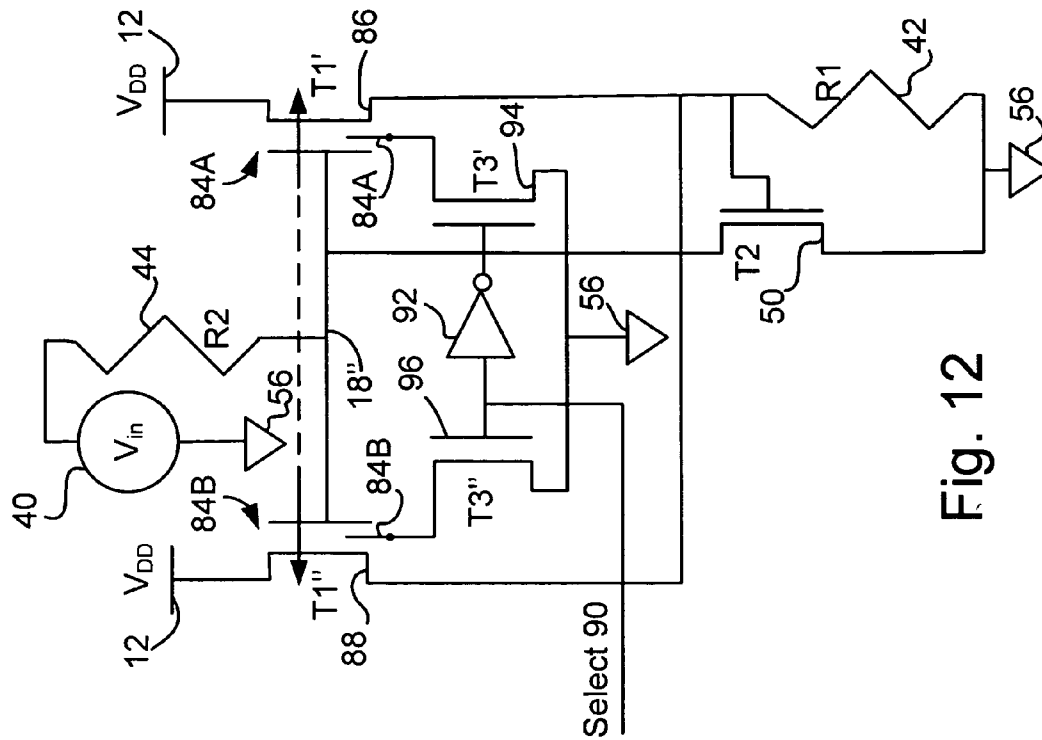 40
V_in
56
44
R2
12
V_DD
V_DD
12
84B
84A
T1''
T1'
88
18''
86
84B
84A
96
92
94
T3''
T3'
56
Select 90
T2
50
R1
42
56
Fig. 12